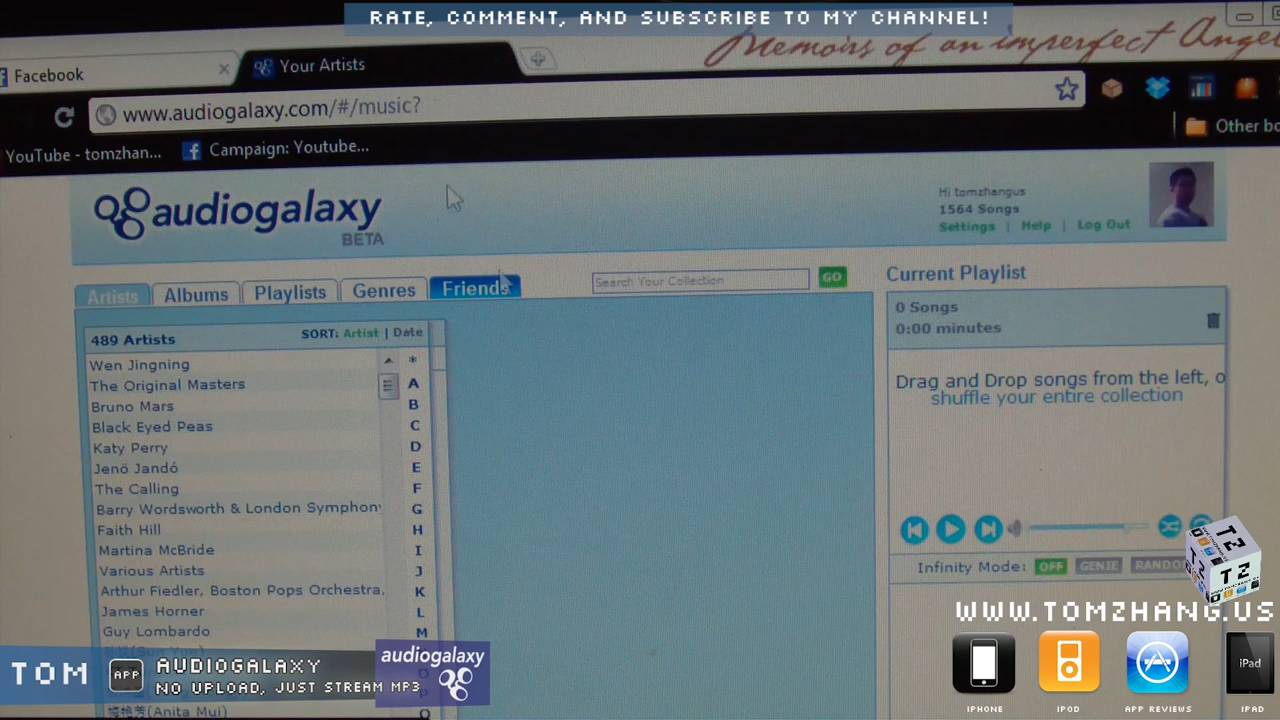 RATE, COMMENT, AND SUBSCRIBE TO MY CHANNEL!
Memoirs of an imperfect Ange
Facebook
Your Artists
www.audiogalaxy.com/#/music?
Other bo
YouTube - tomzhan...
Campaign: Youtube...
audiogalaxy
BETA
Hi tomzhangus
1564 Songs
Settings | Help | Log Out
Artists
Albums
Playlists
Genres
Friends
Search Your Collection
GO
Current Playlist
0 Songs
0:00 minutes
Drag and Drop songs from the left, o
shuffle your entire collection
489 Artists
SORT: Artist | Date
Wen Jingning
The Original Masters
Bruno Mars
Black Eyed Peas
Katy Perry
Jenö Jandó
The Calling
Barry Wordsworth & London Symphony
Faith Hill
Martina McBride
Various Artists
Arthur Fiedler, Boston Pops Orchestra,
James Horner
Guy Lombardo
(Anita Mui)
*
A
B
C
D
E
F
G
H
I
J
K
L
M
O
P
Q
Infinity Mode: OFF GENIE RANDO
TZ
TZ
WWW.TOMZHANG.US
TOM
APP
AUDIOGALAXY
NO UPLOAD, JUST STREAM MP3
audiogalaxy
iPad
IPHONE
IPOD
APP REVIEWS
IPAD